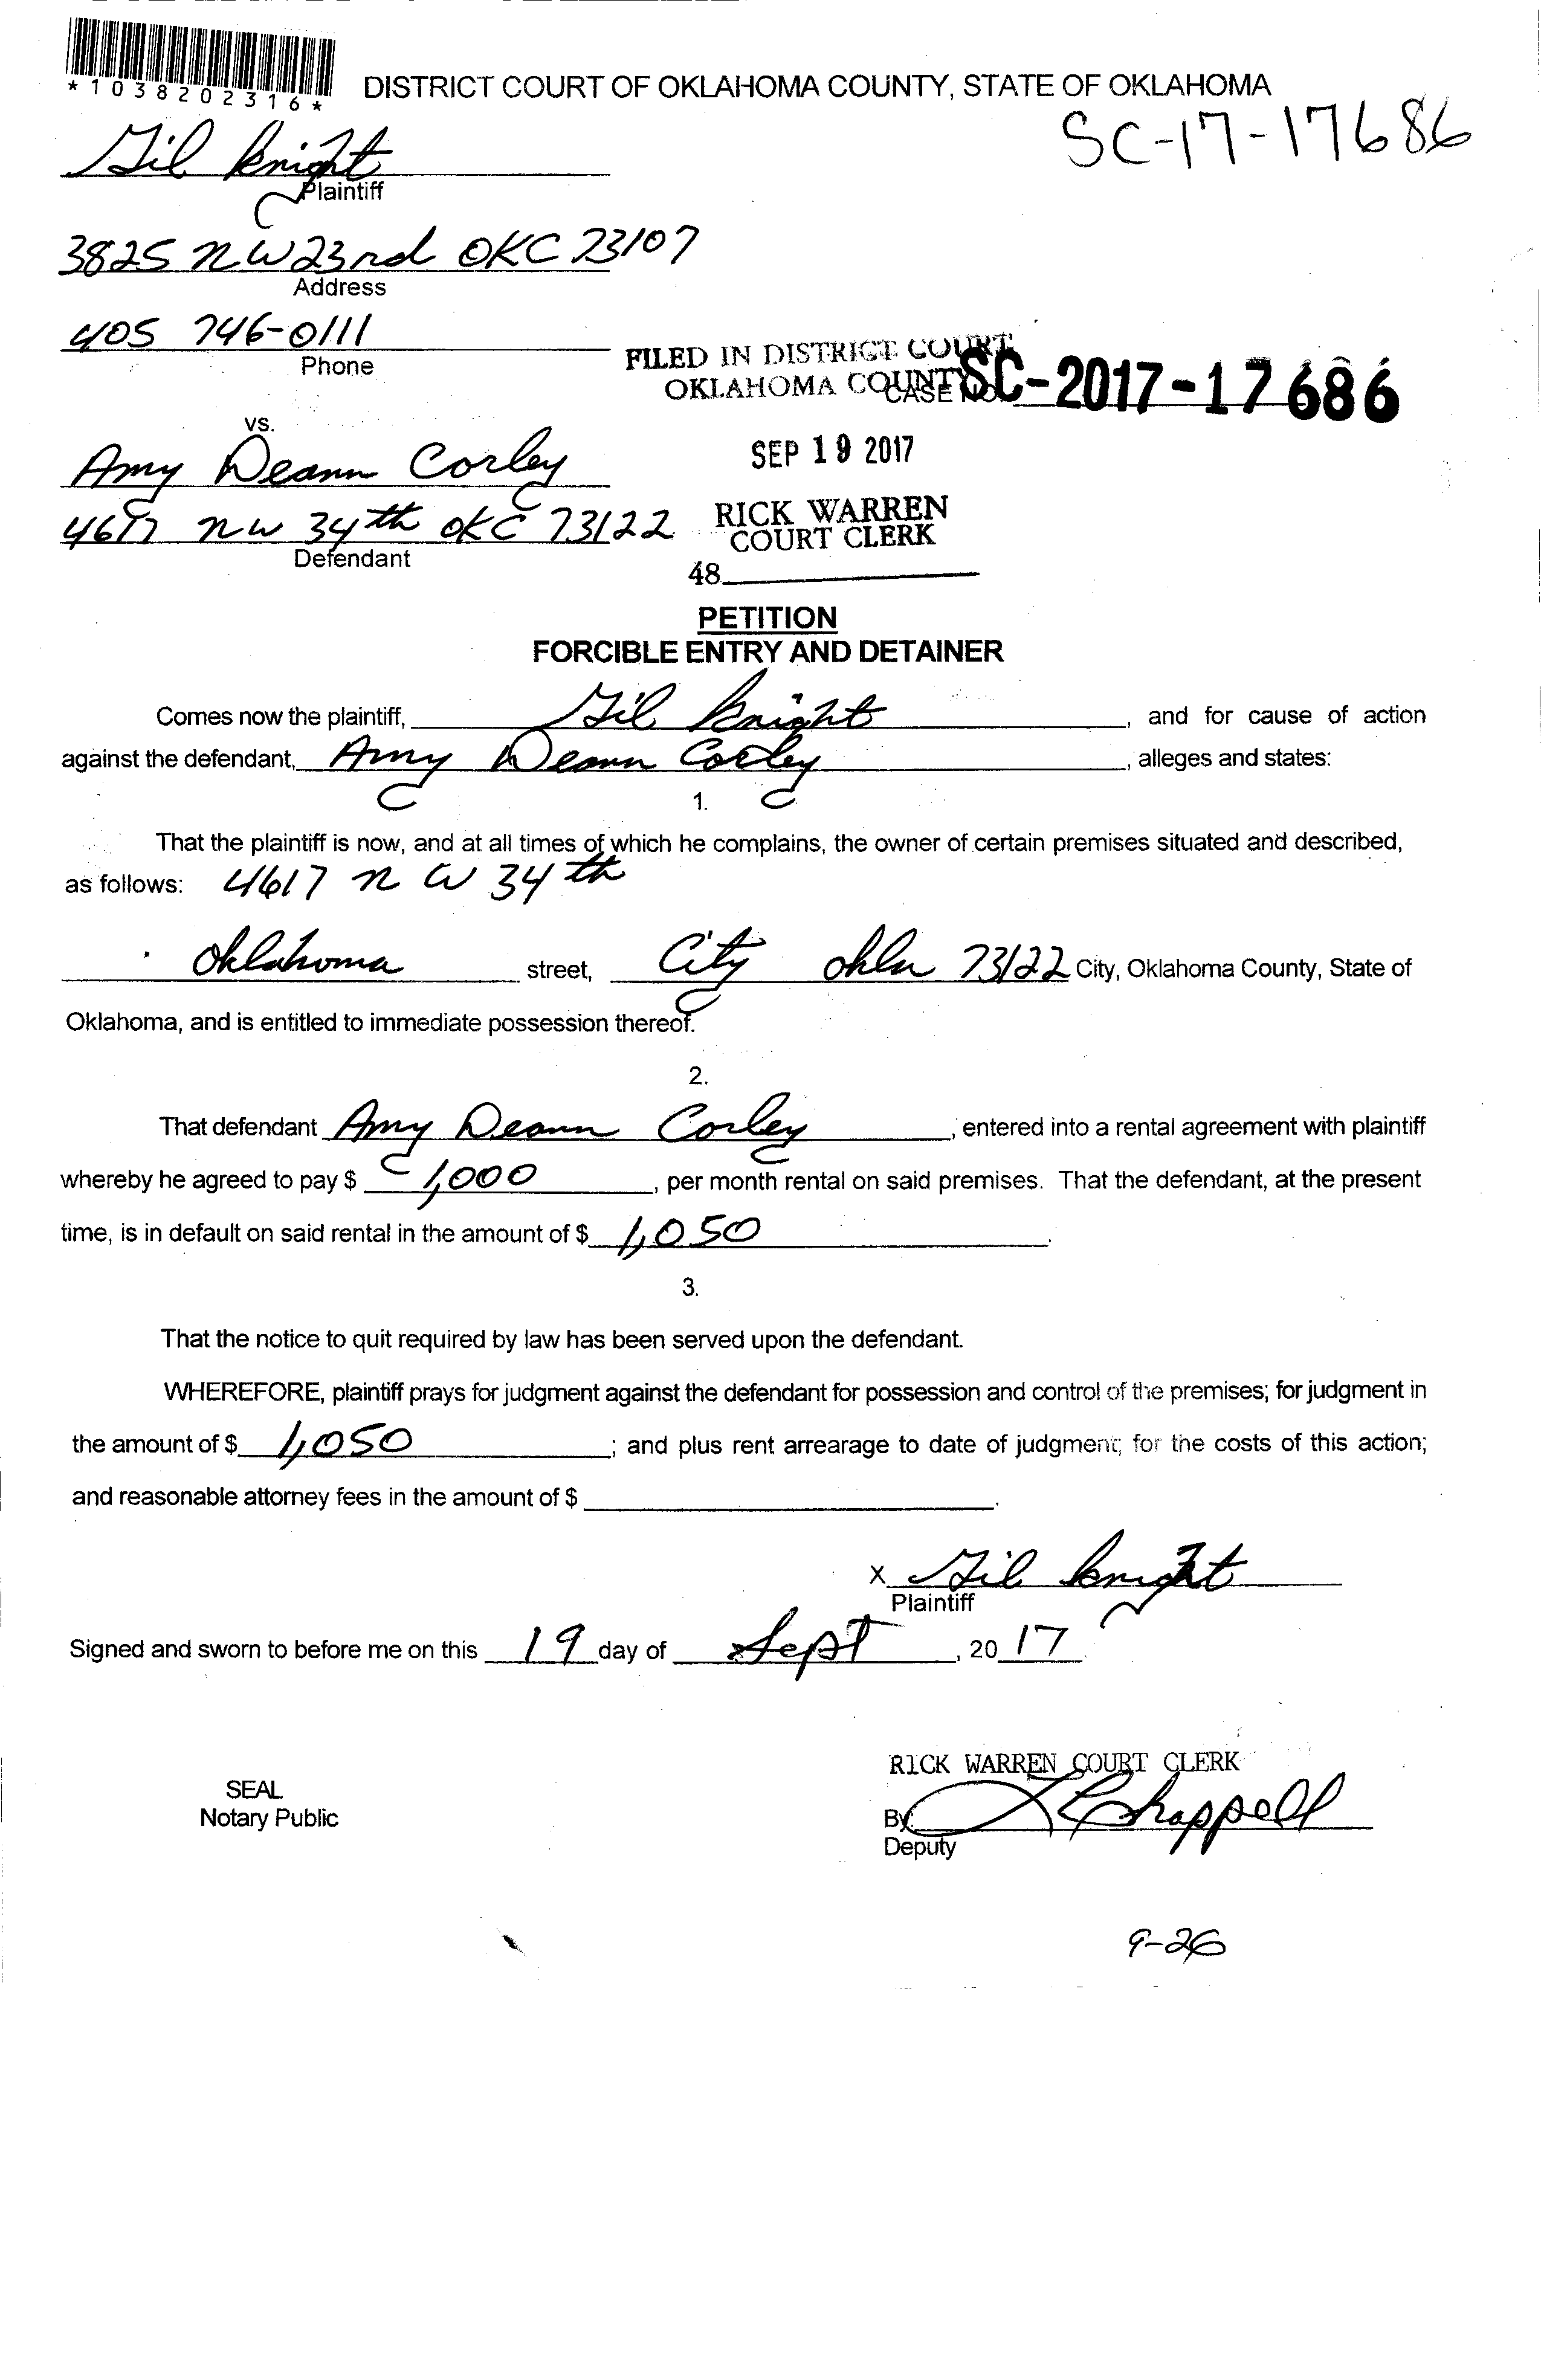 *1038202316*
DISTRICT COURT OF OKLAHOMA COUNTY, STATE OF OKLAHOMA
SC-17-17686
Gil Knight
Plaintiff
3825 NW 23rd OKC 73107
Address
405 746-0111
Phone
FILED IN DISTRICT COURT
OKLAHOMA COUNTY
CASE NO. SC-2017-17686
vs.
SEP 19 2017
Amy Deann Corley
RICK WARREN
COURT CLERK
4617 NW 34th OKC 73122
Defendant
48
PETITION
FORCIBLE ENTRY AND DETAINER
Comes now the plaintiff, Gil Knight, and for cause of action
against the defendant, Amy Deann Corley, alleges and states:
1.
That the plaintiff is now, and at all times of which he complains, the owner of certain premises situated and described,
as follows: 4617 NW 34th
Oklahoma street, City Okla 73122 City, Oklahoma County, State of
Oklahoma, and is entitled to immediate possession thereof.
2.
That defendant Amy Deann Corley, entered into a rental agreement with plaintiff
whereby he agreed to pay $ 1,000, per month rental on said premises. That the defendant, at the present
time, is in default on said rental in the amount of $ 1,050.
3.
That the notice to quit required by law has been served upon the defendant.
WHEREFORE, plaintiff prays for judgment against the defendant for possession and control of the premises; for judgment in
the amount of $ 1,050; and plus rent arrearage to date of judgment; for the costs of this action;
and reasonable attorney fees in the amount of $ .
X Gil Knight
Plaintiff
Signed and sworn to before me on this 19 day of Sept, 2017
RICK WARREN COURT CLERK
SEAL
Notary Public
By: Chappell
Deputy
9-26